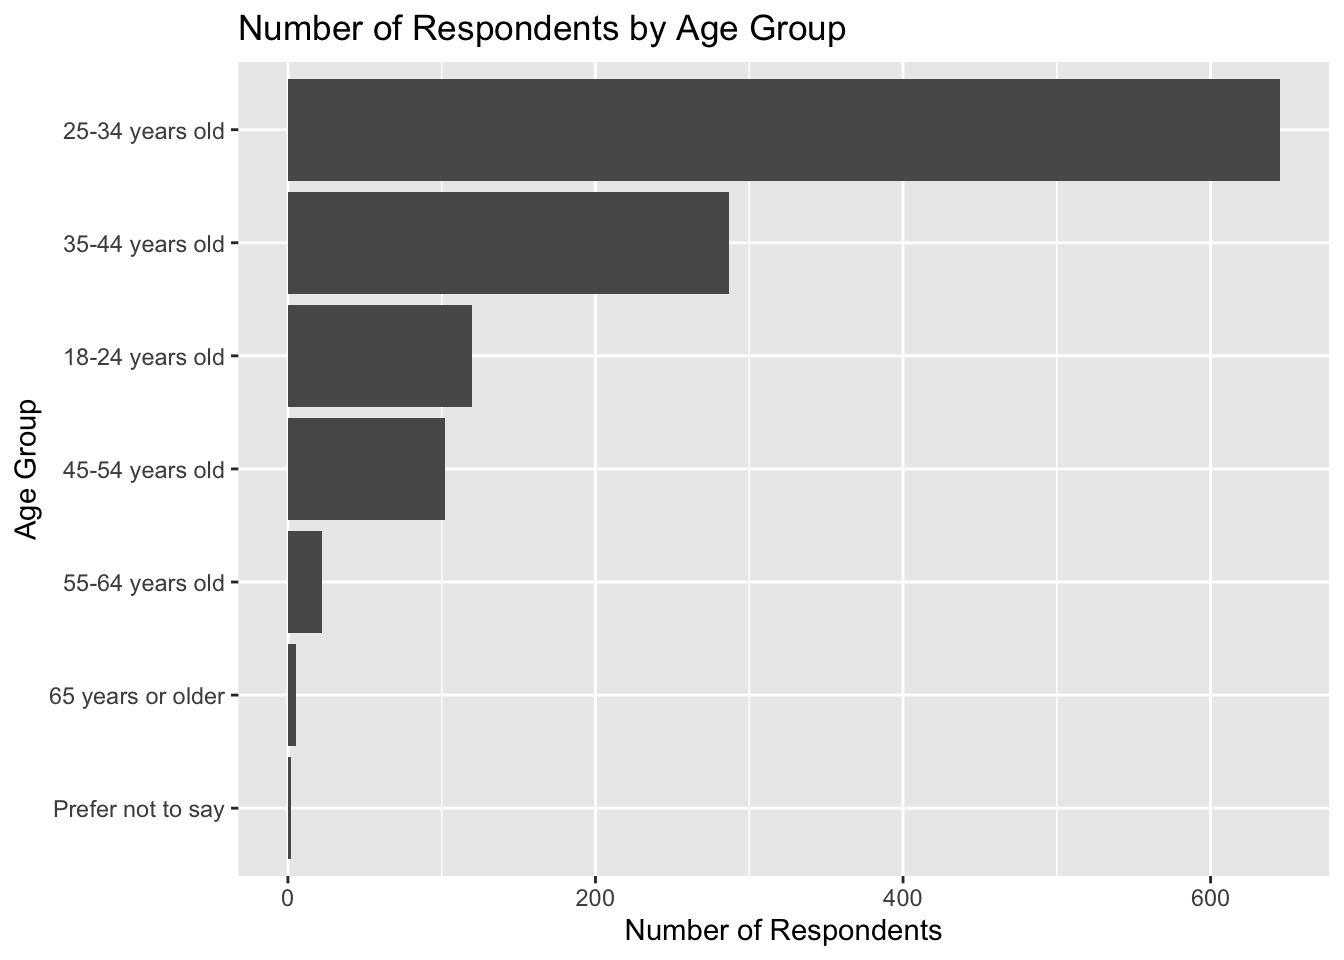 Number of Respondents by Age Group
25-34 years old
35-44 years old
18-24 years old
45-54 years old
55-64 years old
65 years or older
Prefer not to say
Age Group
0 200 400 600
Number of Respondents